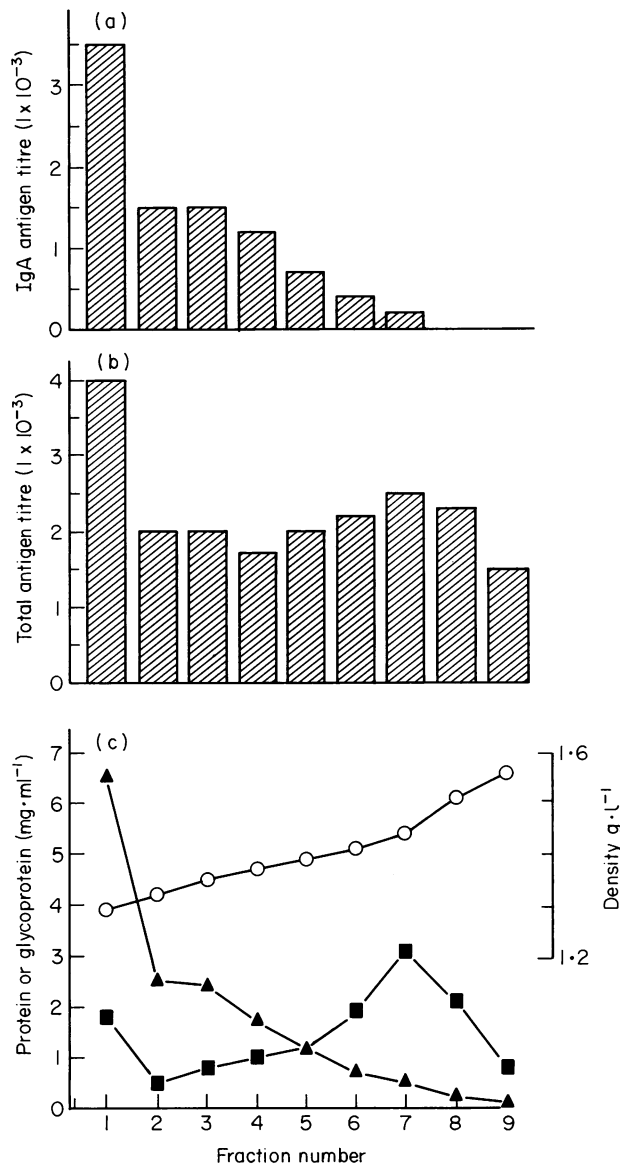 (a)
IgA antigen titre (1 x 10⁻³)
3
2
1
0
(b)
Total antigen titre (1 x 10⁻³)
4
3
2
1
0
(c)
Protein or glycoprotein (mg·ml⁻¹)
7
6
5
4
3
2
1
0
1·6
1·2
Density g·l⁻¹
1 2 3 4 5 6 7 8 9
Fraction number